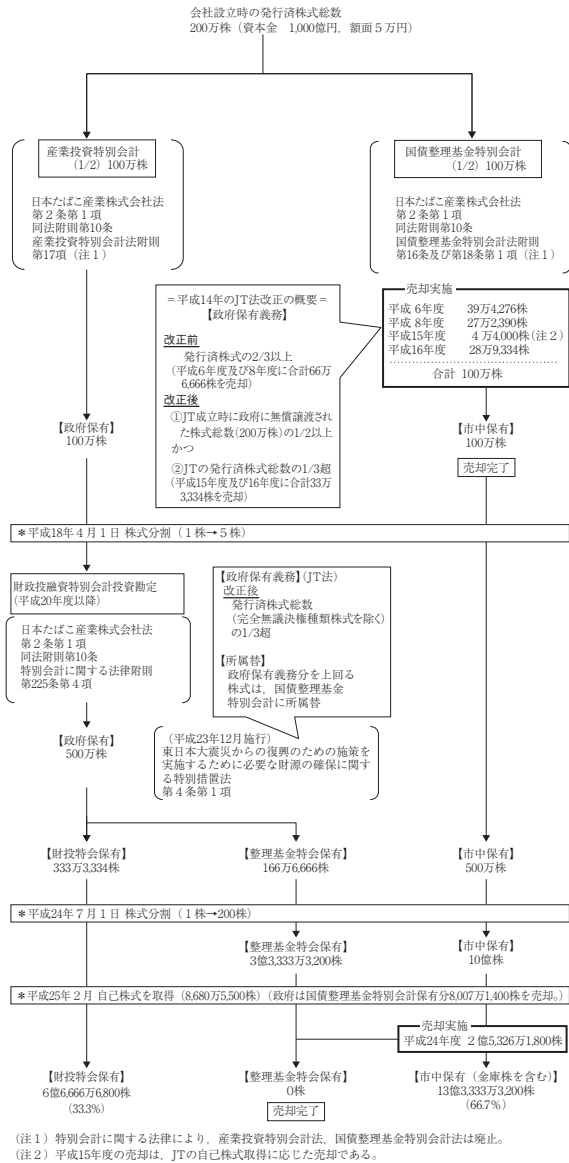 会社設立時の発行済株式総数
200万株（資本金　1,000億円，額面５万円）
産業投資特別会計
(1/2) 100万株
日本たばこ産業株式会社法
第２条第１項
同法附則第10条
産業投資特別会計法附則
第17項（注１）
国債整理基金特別会計
(1/2) 100万株
日本たばこ産業株式会社法
第２条第１項
同法附則第10条
国債整理基金特別会計法附則
第16条及び第18条第１項（注１）
売却実施
平成 6年度　39万4,276株
平成 8年度　27万2,390株
平成15年度　４万4,000株(注２)
平成16年度　28万9,334株
合計 100万株
＝平成14年のJT法改正の概要＝
【政府保有義務】
改正前
発行済株式の2/3以上
（平成６年度及び８年度に合計66万
6,666株を売却）
改正後
①JT成立時に政府に無償譲渡され
た株式総数(200万株)の1/2以上
かつ
②JTの発行済株式総数の1/3超
（平成15年度及び16年度に合計33万
3,334株を売却）
【政府保有】
100万株
【市中保有】
100万株
売却完了
＊平成18年４月１日 株式分割（１株→５株）
財政投融資特別会計投資勘定
(平成20年度以降)
日本たばこ産業株式会社法
第２条第１項
同法附則第10条
特別会計に関する法律附則
第225条第４項
【政府保有義務】(JT法)
改正後
発行済株式総数
(完全無議決権種類株式を除く)
の1/3超
【所属替】
政府保有義務分を上回る
株式は，国債整理基金
特別会計に所属替
【政府保有】
500万株
（平成23年12月施行）
東日本大震災からの復興のための施策を
実施するために必要な財源の確保に関す
る特別措置法
第４条第１項
【財投特会保有】
333万3,334株
【整理基金特会保有】
166万6,666株
【市中保有】
500万株
＊平成24年７月１日 株式分割（１株→200株）
【整理基金特会保有】
3億3,333万3,200株
【市中保有】
10億株
＊平成25年２月 自己株式を取得（8,680万5,500株）（政府は国債整理基金特別会計保有分8,007万1,400株を売却。）
売却実施
平成24年度 ２億5,326万1,800株
【財投特会保有】
6億6,666万6,800株
(33.3%)
【整理基金特会保有】
0株
売却完了
【市中保有（金庫株を含む）】
13億3,333万3,200株
(66.7%)
（注１）特別会計に関する法律により，産業投資特別会計法，国債整理基金特別会計法は廃止。
（注２）平成15年度の売却は，JTの自己株式取得に応じた売却である。